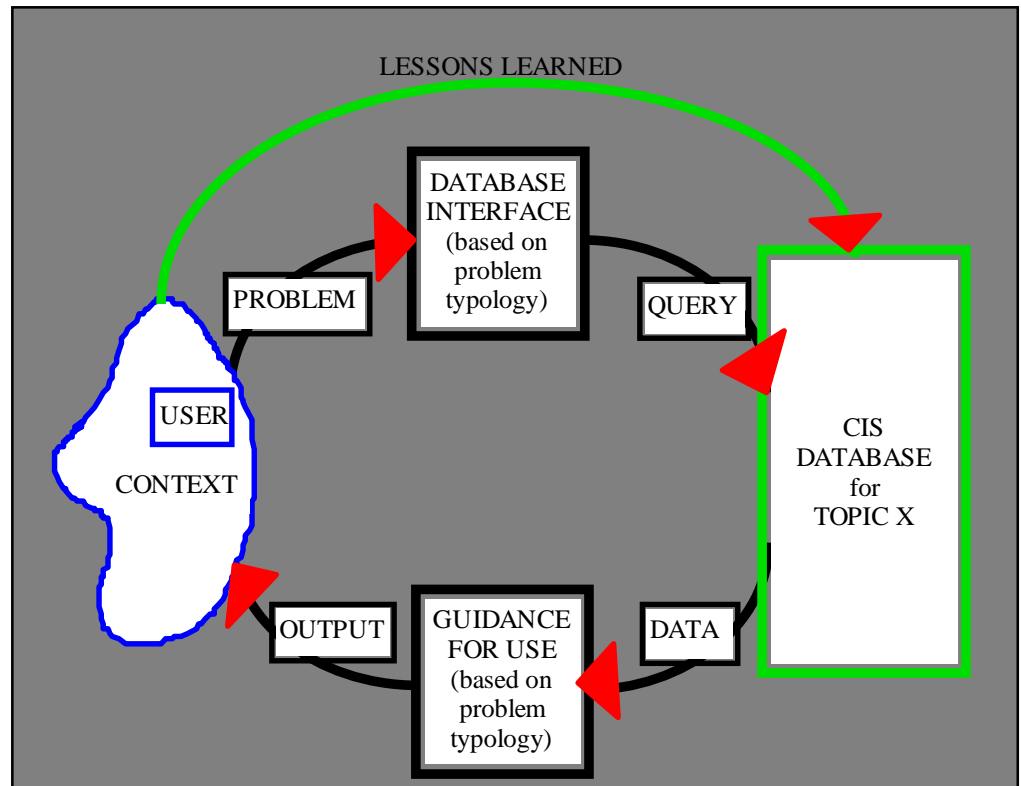 LESSONS LEARNED
DATABASE
INTERFACE
(based on
problem
typology)
PROBLEM
QUERY
USER
CONTEXT
CIS
DATABASE
for
TOPIC X
OUTPUT
GUIDANCE
FOR USE
(based on
problem
typology)
DATA